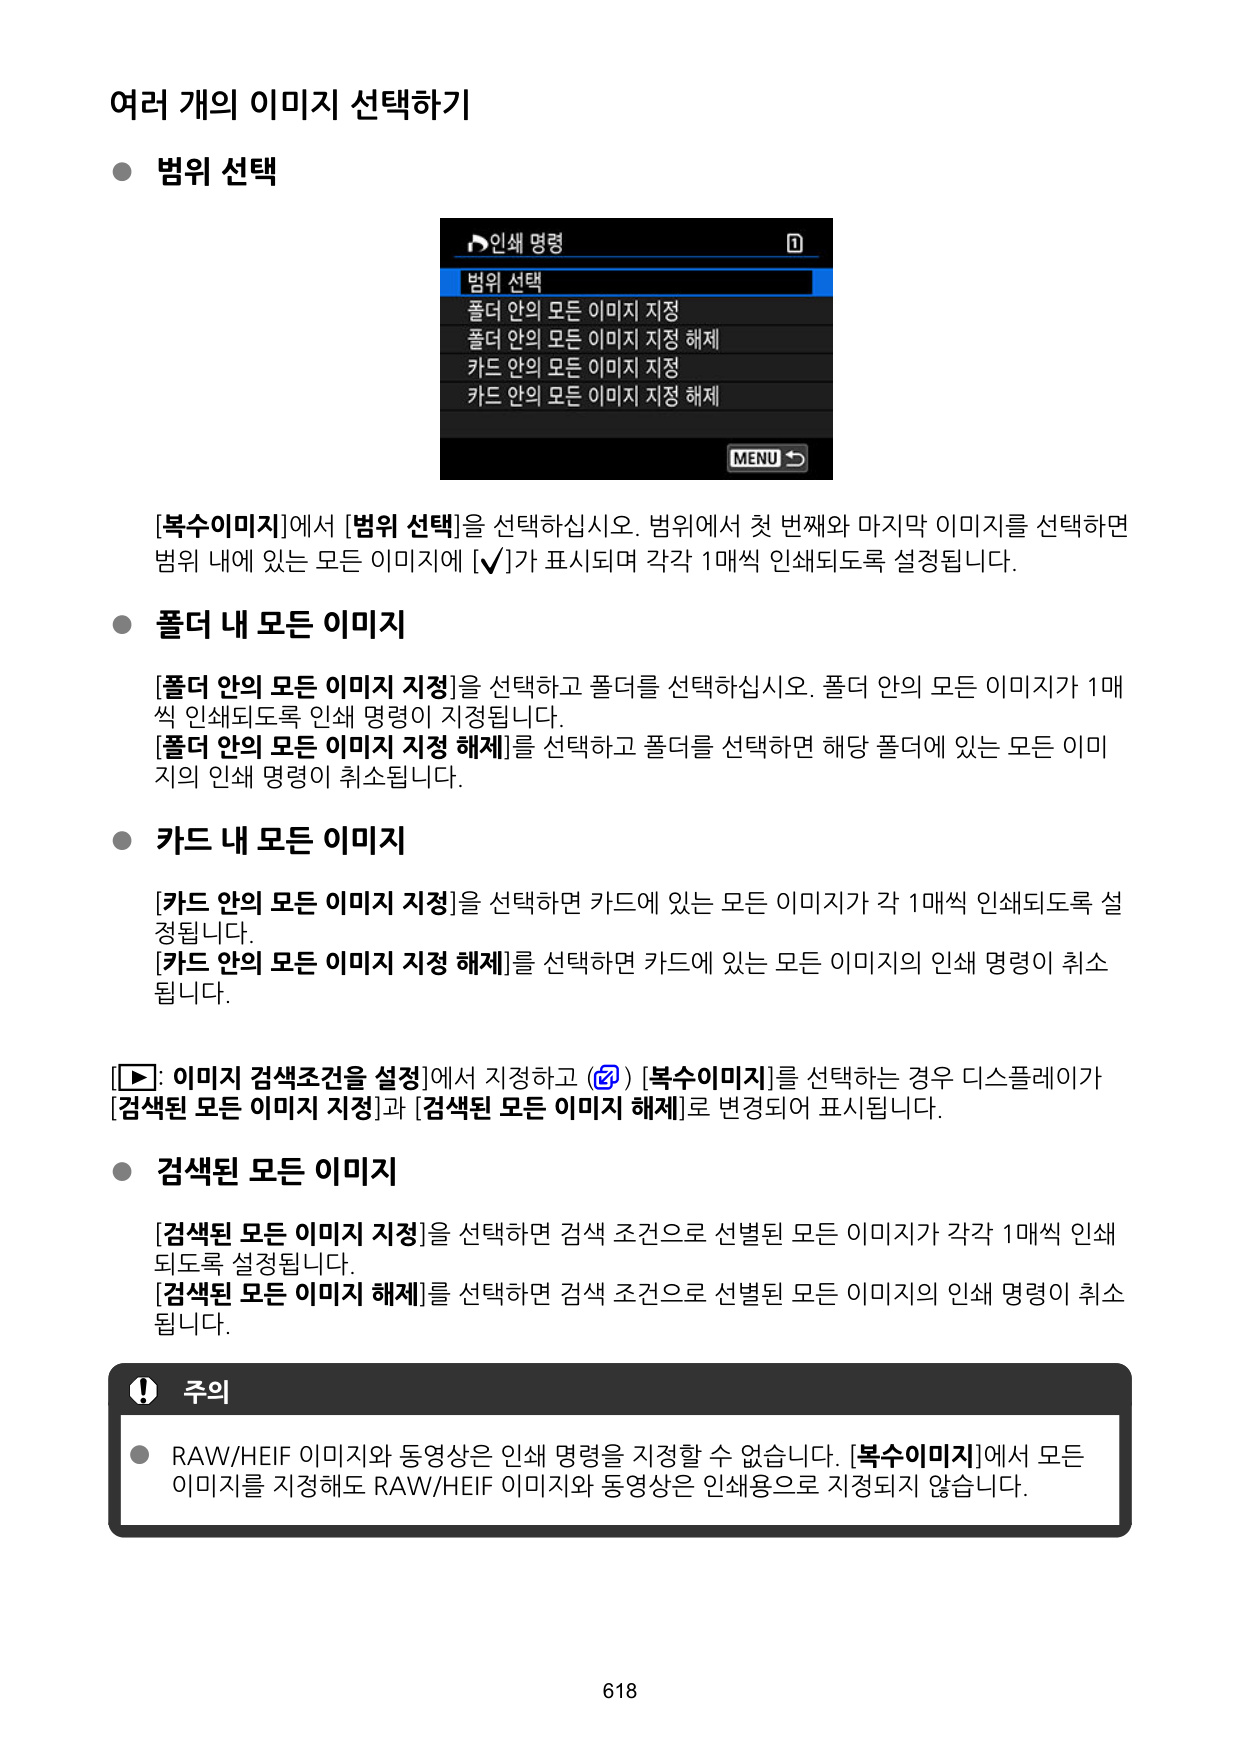 여러 개의 이미지 선택하기
● 범위 선택
인쇄 명령 1
범위 선택
폴더 안의 모든 이미지 지정
폴더 안의 모든 이미지 지정 해제
카드 안의 모든 이미지 지정
카드 안의 모든 이미지 지정 해제
MENU
[복수이미지]에서 [범위 선택]을 선택하십시오. 범위에서 첫 번째와 마지막 이미지를 선택하면
범위 내에 있는 모든 이미지에 [✓]가 표시되며 각각 1매씩 인쇄되도록 설정됩니다.
● 폴더 내 모든 이미지
[폴더 안의 모든 이미지 지정]을 선택하고 폴더를 선택하십시오. 폴더 안의 모든 이미지가 1매
씩 인쇄되도록 인쇄 명령이 지정됩니다.
[폴더 안의 모든 이미지 지정 해제]를 선택하고 폴더를 선택하면 해당 폴더에 있는 모든 이미
지의 인쇄 명령이 취소됩니다.
● 카드 내 모든 이미지
[카드 안의 모든 이미지 지정]을 선택하면 카드에 있는 모든 이미지가 각 1매씩 인쇄되도록 설
정됩니다.
[카드 안의 모든 이미지 지정 해제]를 선택하면 카드에 있는 모든 이미지의 인쇄 명령이 취소
됩니다.
[▶: 이미지 검색조건을 설정]에서 지정하고 () [복수이미지]를 선택하는 경우 디스플레이가
[검색된 모든 이미지 지정]과 [검색된 모든 이미지 해제]로 변경되어 표시됩니다.
● 검색된 모든 이미지
[검색된 모든 이미지 지정]을 선택하면 검색 조건으로 선별된 모든 이미지가 각각 1매씩 인쇄
되도록 설정됩니다.
[검색된 모든 이미지 해제]를 선택하면 검색 조건으로 선별된 모든 이미지의 인쇄 명령이 취소
됩니다.
주의
● RAW/HEIF 이미지와 동영상은 인쇄 명령을 지정할 수 없습니다. [복수이미지]에서 모든
이미지를 지정해도 RAW/HEIF 이미지와 동영상은 인쇄용으로 지정되지 않습니다.
618